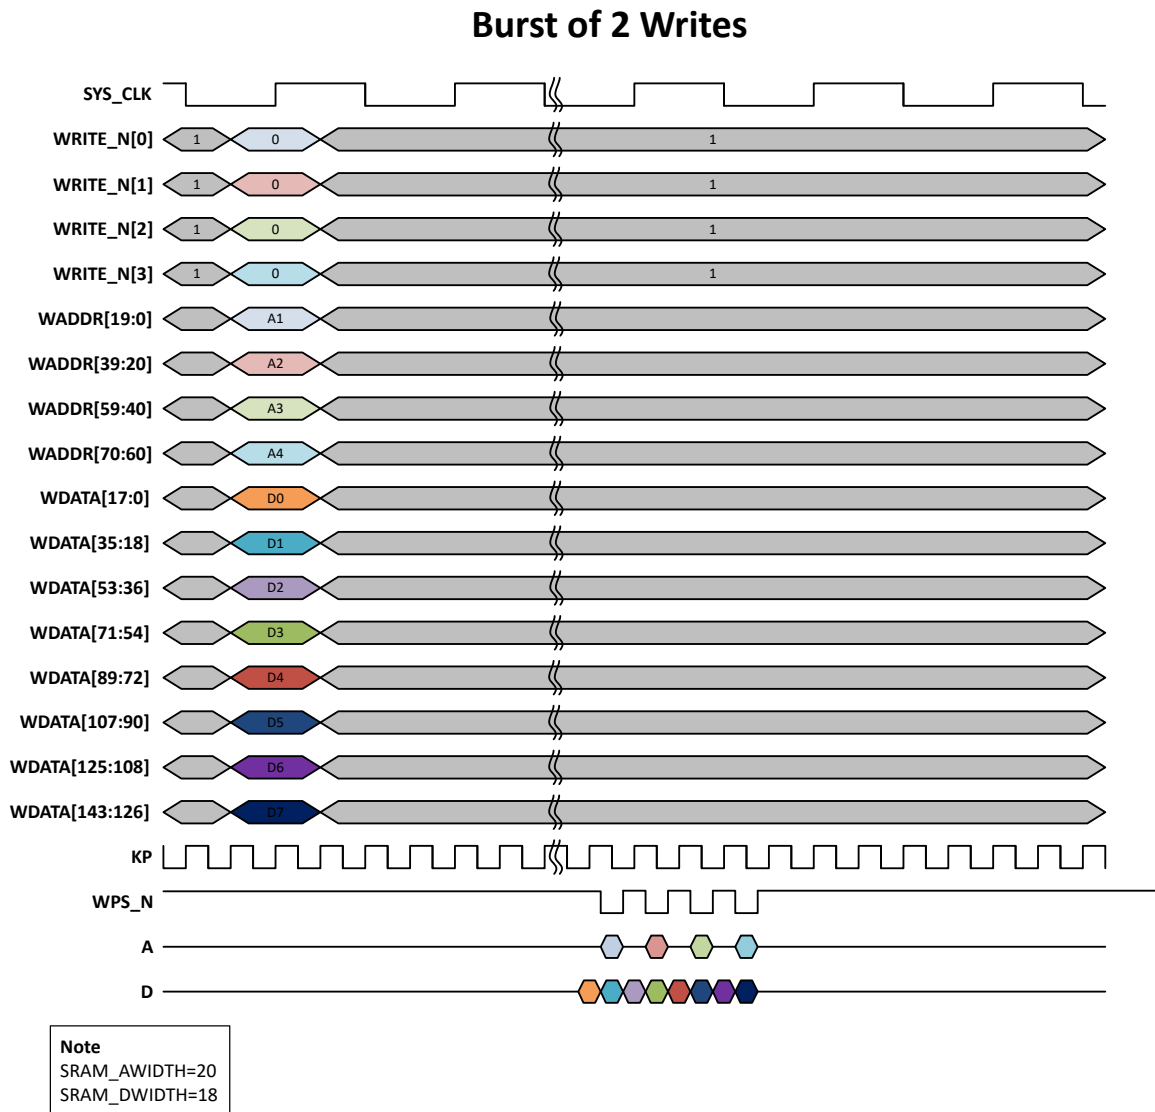 Burst of 2 Writes
SYS_CLK
WRITE_N[0] 1 0 1
WRITE_N[1] 1 0 1
WRITE_N[2] 1 0 1
WRITE_N[3] 1 0 1
WADDR[19:0] A1
WADDR[39:20] A2
WADDR[59:40] A3
WADDR[70:60] A4
WDATA[17:0] D0
WDATA[35:18] D1
WDATA[53:36] D2
WDATA[71:54] D3
WDATA[89:72] D4
WDATA[107:90] D5
WDATA[125:108] D6
WDATA[143:126] D7
KP
WPS_N
A
D
Note
SRAM_AWIDTH=20
SRAM_DWIDTH=18